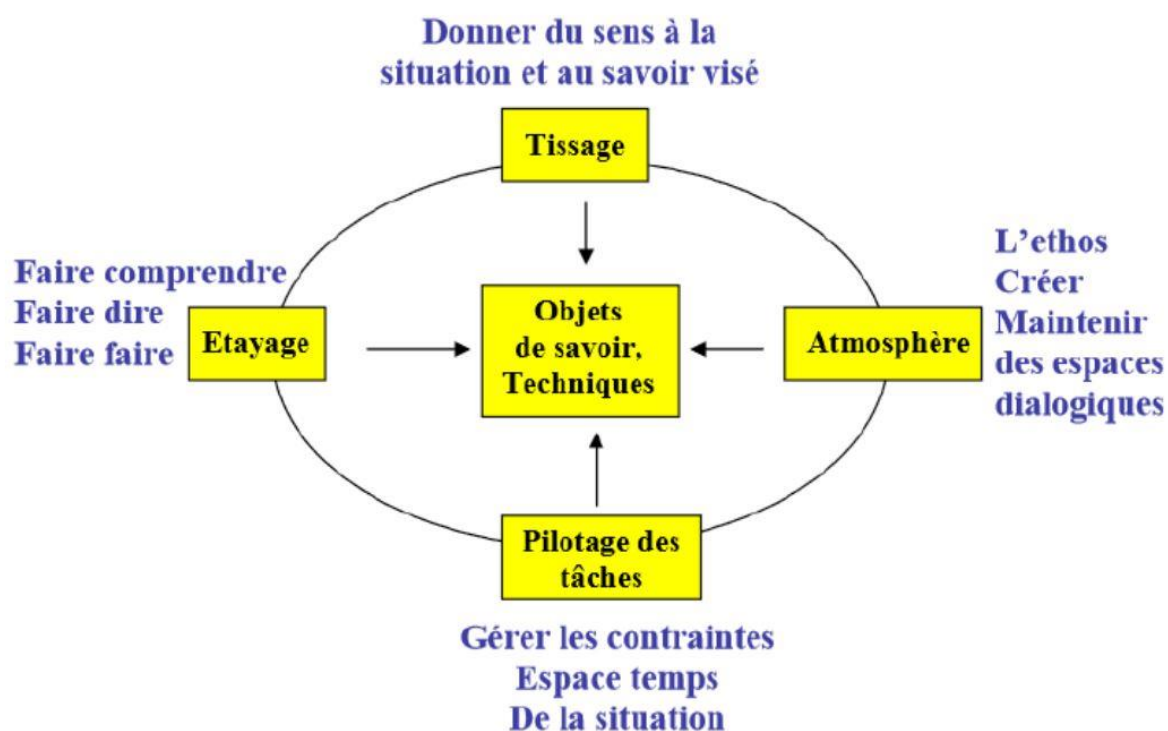 Donner du sens à la
situation et au savoir visé
Tissage
Faire comprendre
Faire dire
Faire faire
Etayage
Objets
de savoir,
Techniques
Atmosphère
L’ethos
Créer
Maintenir
des espaces
dialogiques
Pilotage des
tâches
Gérer les contraintes
Espace temps
De la situation